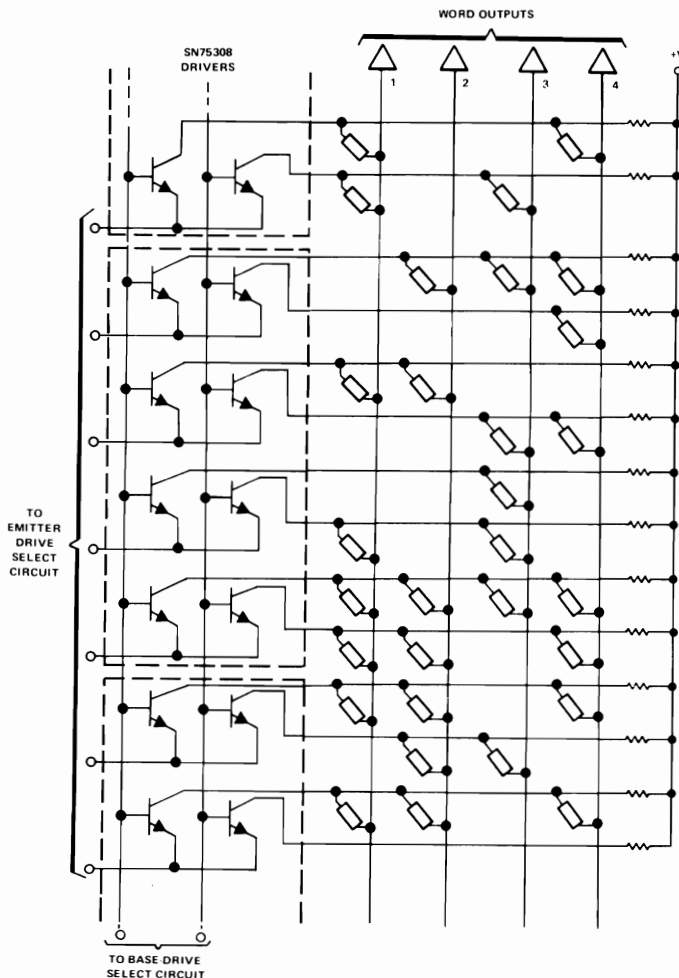 WORD OUTPUTS
SN75308
DRIVERS
+V
1
2
3
4
TO
EMITTER
DRIVE
SELECT
CIRCUIT
TO BASE-DRIVE
SELECT CIRCUIT